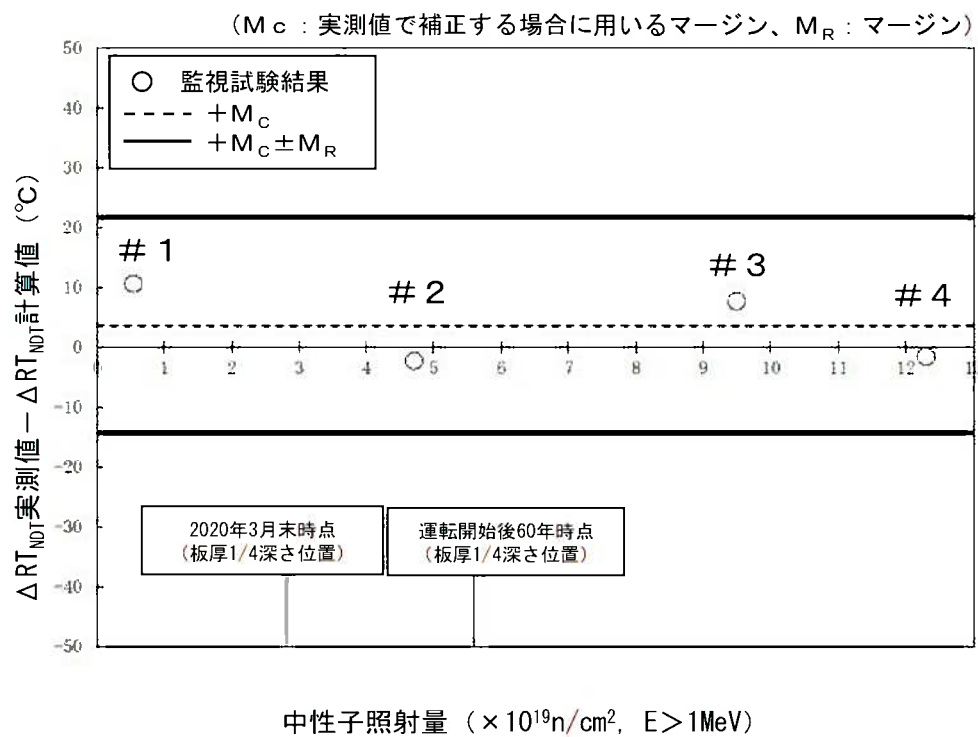 (Mc：実測値で補正する場合に用いるマージン、MR：マージン)
50
40
30
20
10
0
-10
-20
-30
-40
-50
○ 監視試験結果
+Mc
+Mc±MR
#1
#2
#3
#4
0 1 2 3 4 5 6 7 8 9 10 11 12 1
2020年3月末時点
(板厚1/4深さ位置)
運転開始後60年時点
(板厚1/4深さ位置)
ΔRTNDT実測値－ΔRTNDT計算値 (℃)
中性子照射量 (×10¹⁹n/cm², E＞1MeV)